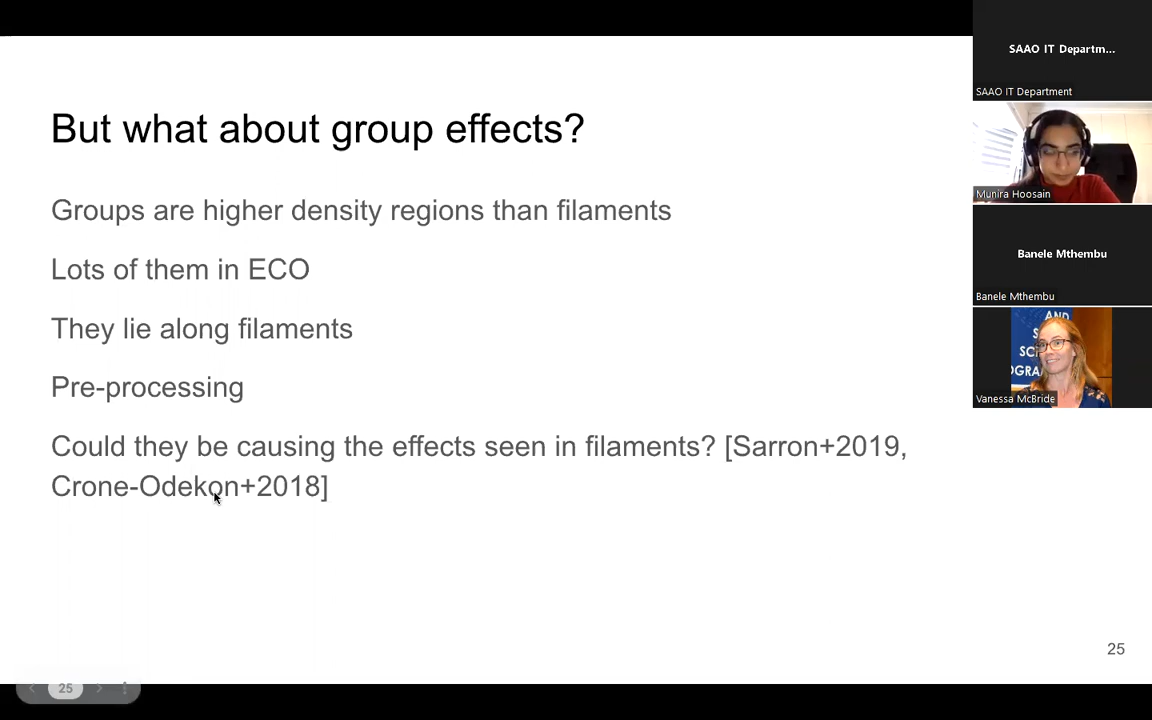 But what about group effects?
Groups are higher density regions than filaments
Lots of them in ECO
They lie along filaments
Pre-processing
Could they be causing the effects seen in filaments? [Sarron+2019,
Crone-Odekon+2018]
25
25
SAAO IT Departm...
SAAO IT Department
Munira Hoosain
Banele Mthembu
Banele Mthembu
AND
Vanessa McBride